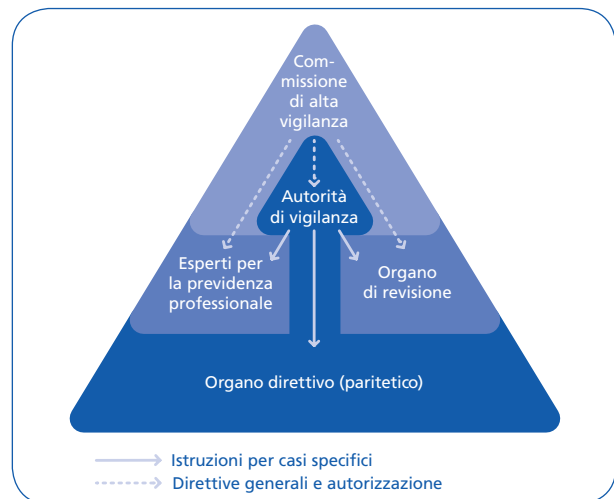 Com-
missione
di alta
vigilanza
Autorità
di vigilanza
Esperti per
la previdenza
professionale
Organo
di revisione
Organo direttivo (paritetico)
Istruzioni per casi specifici
Direttive generali e autorizzazione